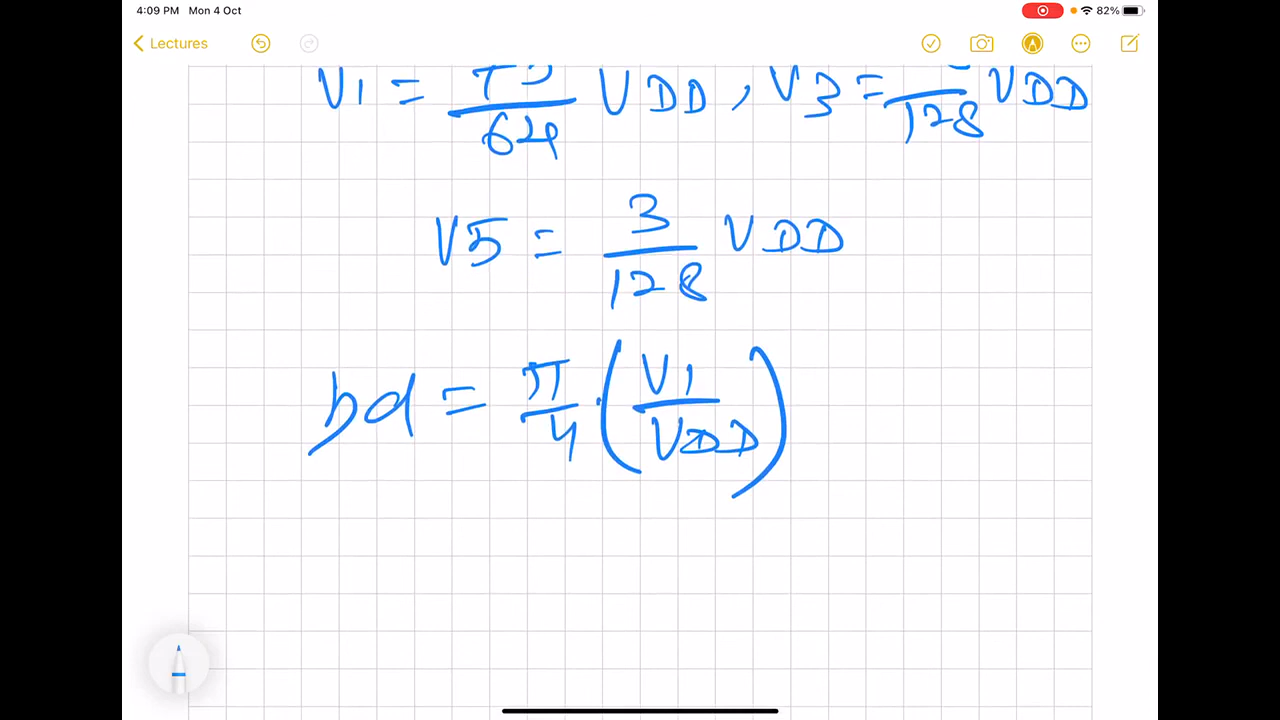 4:09 PM Mon 4 Oct 82%
Lectures
V1 = /64 VDD, V3 = /128 VDD
V5 = 3/128 VDD
= π/4 · (V1/VDD)